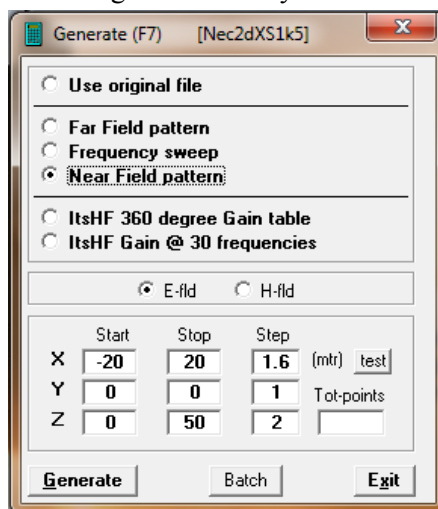 Generate (F7) [Nec2dXS1k5]
Use original file
Far Field pattern
Frequency sweep
Near Field pattern
ItsHF 360 degree Gain table
ItsHF Gain @ 30 frequencies
E-fld H-fld
Start Stop Step
X -20 20 1.6 (mtr) test
Y 0 0 1 Tot-points
Z 0 50 2
Generate Batch Exit